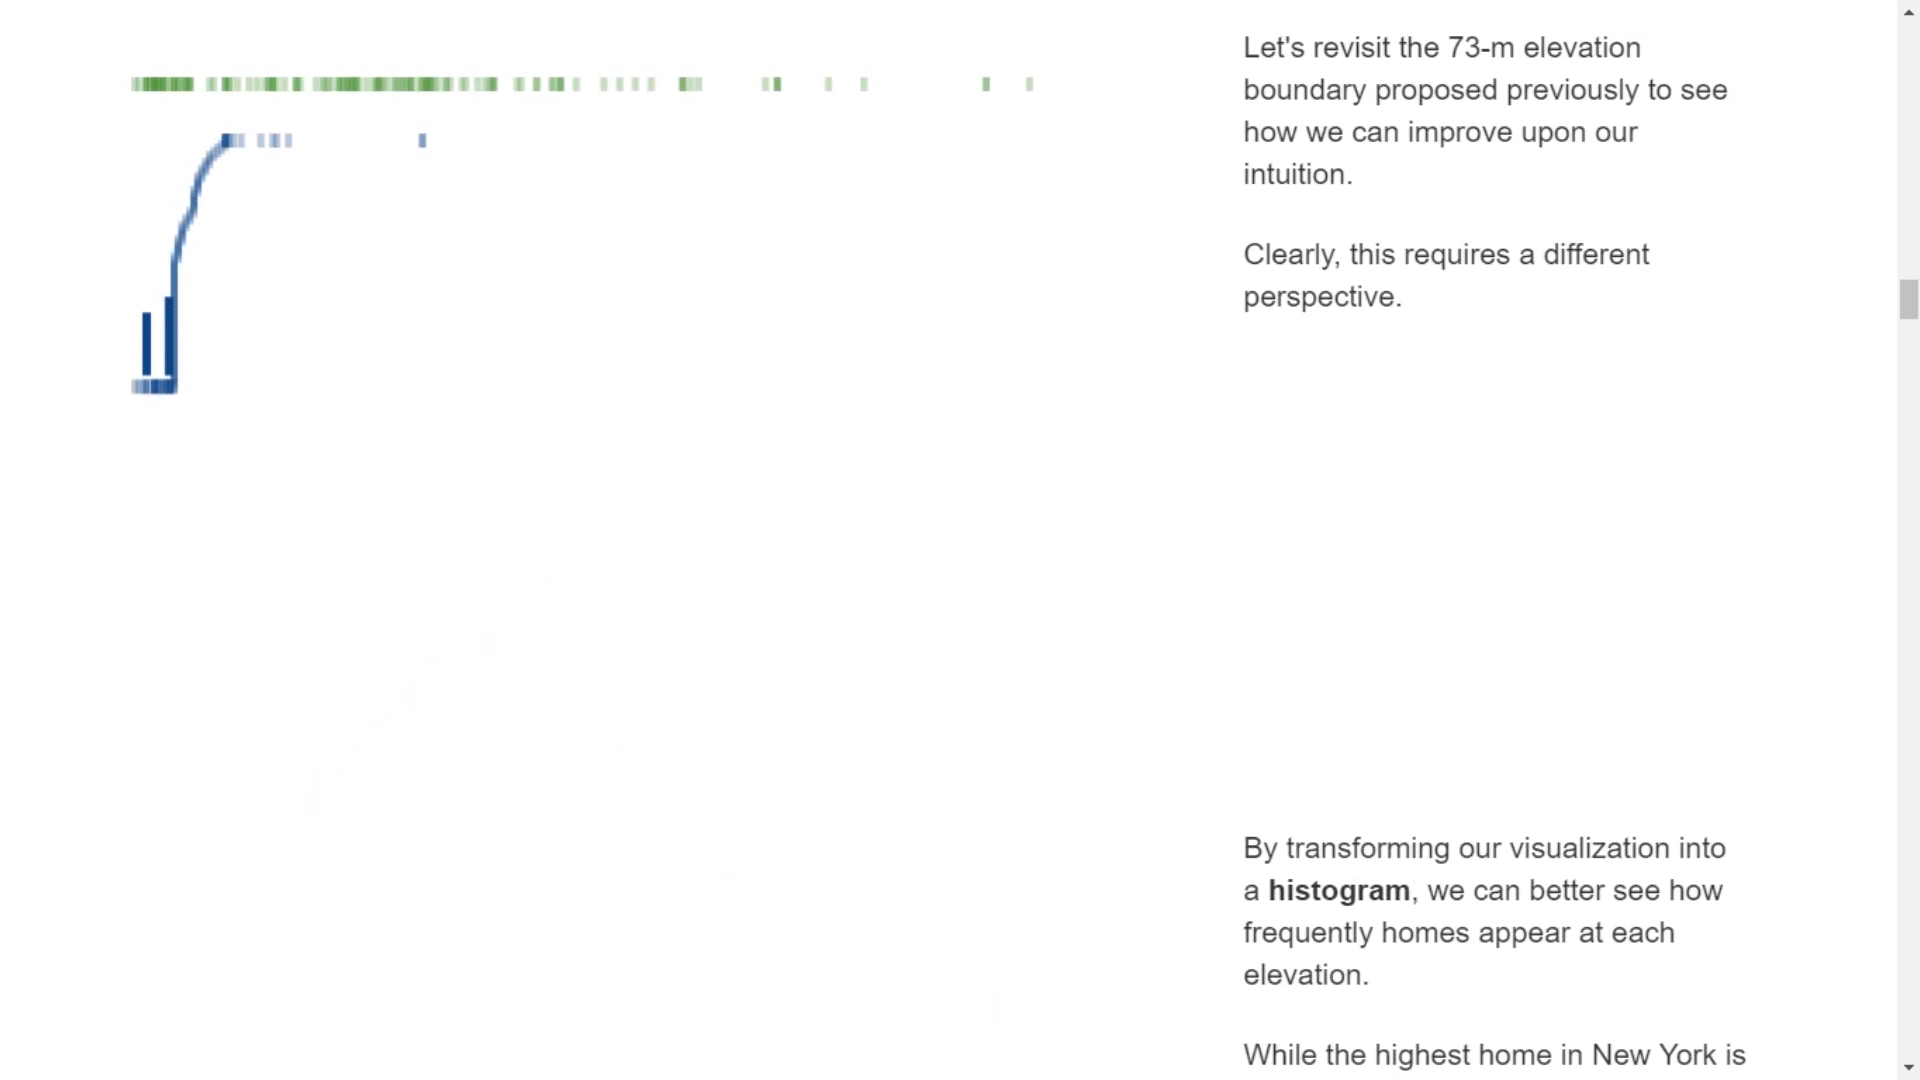 Let's revisit the 73-m elevation
boundary proposed previously to see
how we can improve upon our
intuition.
Clearly, this requires a different
perspective.
By transforming our visualization into
a histogram, we can better see how
frequently homes appear at each
elevation.
While the highest home in New York is